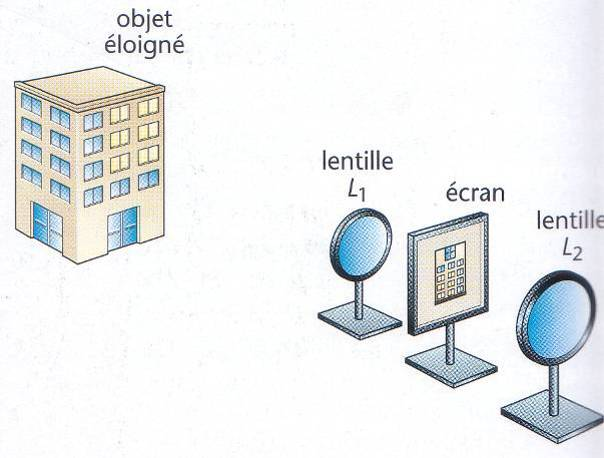 objet
éloigné
lentille
L₁
écran
lentille
L₂